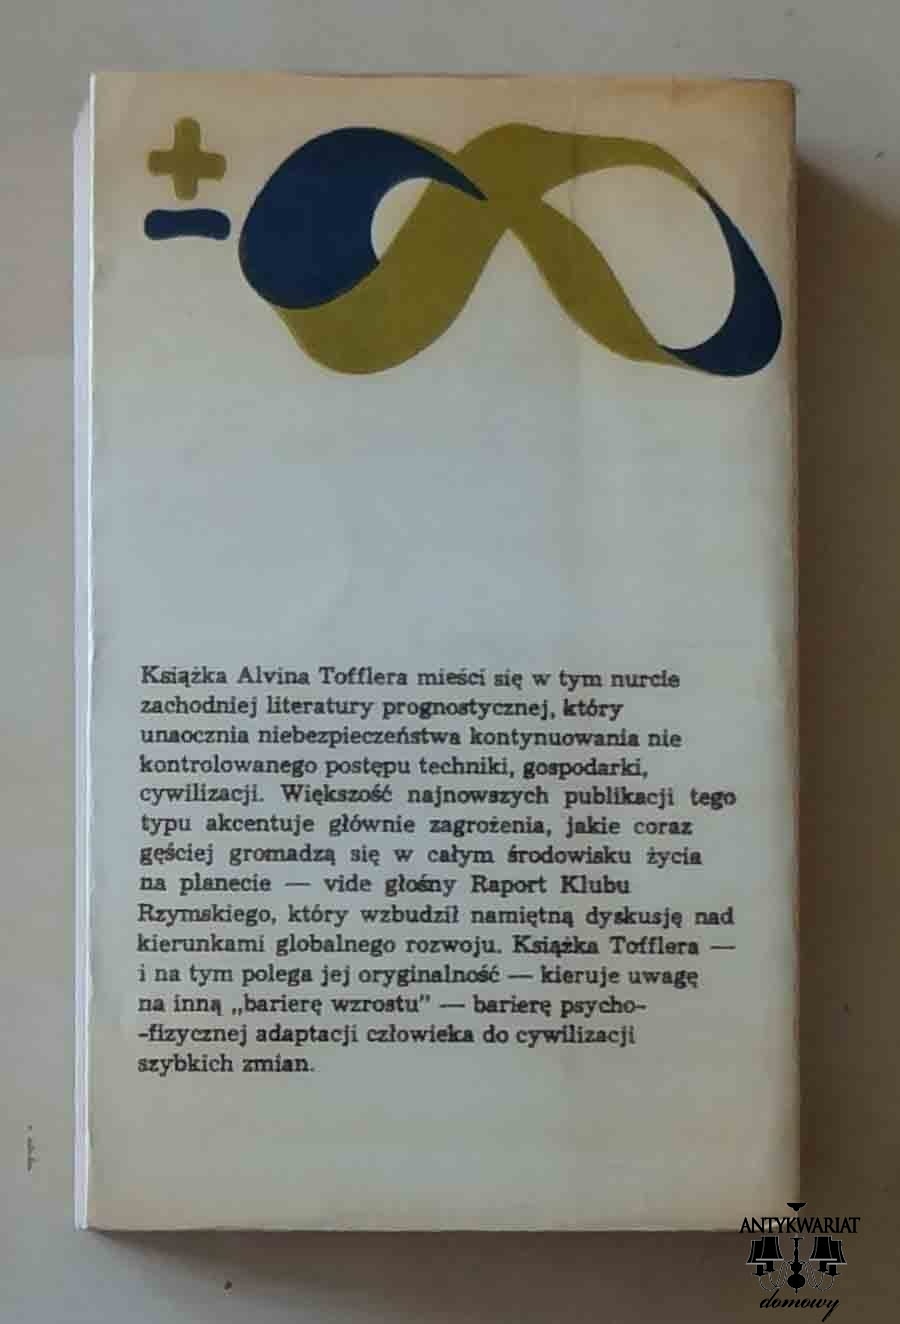 ±∞
Książka Alvina Tofflera mieści się w tym nurcie
zachodniej literatury prognostycznej, który
unaocznia niebezpieczeństwa kontynuowania nie
kontrolowanego postępu techniki, gospodarki,
cywilizacji. Większość najnowszych publikacji tego
typu akcentuje głównie zagrożenia, jakie coraz
gęściej gromadzą się w całym środowisku życia
na planecie — vide głośny Raport Klubu
Rzymskiego, który wzbudził namiętną dyskusję nad
kierunkami globalnego rozwoju. Książka Tofflera —
i na tym polega jej oryginalność — kieruje uwagę
na inną „barierę wzrostu” — barierę psycho-
-fizycznej adaptacji człowieka do cywilizacji
szybkich zmian.
ANTYKWARIAT
domowy